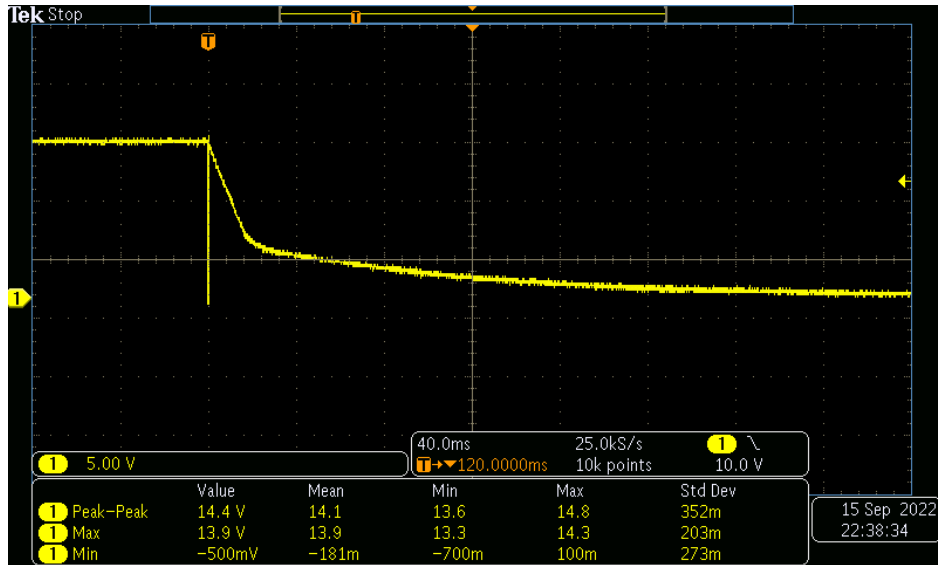 Tek Stop
T
T
1
40.0ms 25.0kS/s 1
1 5.00 V T→▼120.0000ms 10k points 10.0 V
Value Mean Min Max Std Dev
1 Peak-Peak 14.4 V 14.1 13.6 14.8 352m
1 Max 13.9 V 13.9 13.3 14.3 203m
1 Min -500mV -181m -700m 100m 273m
15 Sep 2022
22:38:34